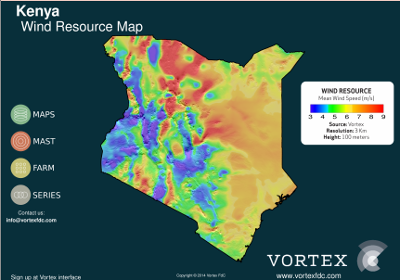 Kenya
Wind Resource Map
MAPS
MAST
FARM
SERIES
Contact us:
info@vortexfdc.com
WIND RESOURCE
Mean Wind Speed (m/s)
3 4 5 6 7 8 9
Source: Vortex
Resolution: 3 Km
Height: 100 meters
VORTEX
www.vortexfdc.com
Copyright © 2014 Vortex FdC
Sign up at Vortex interface